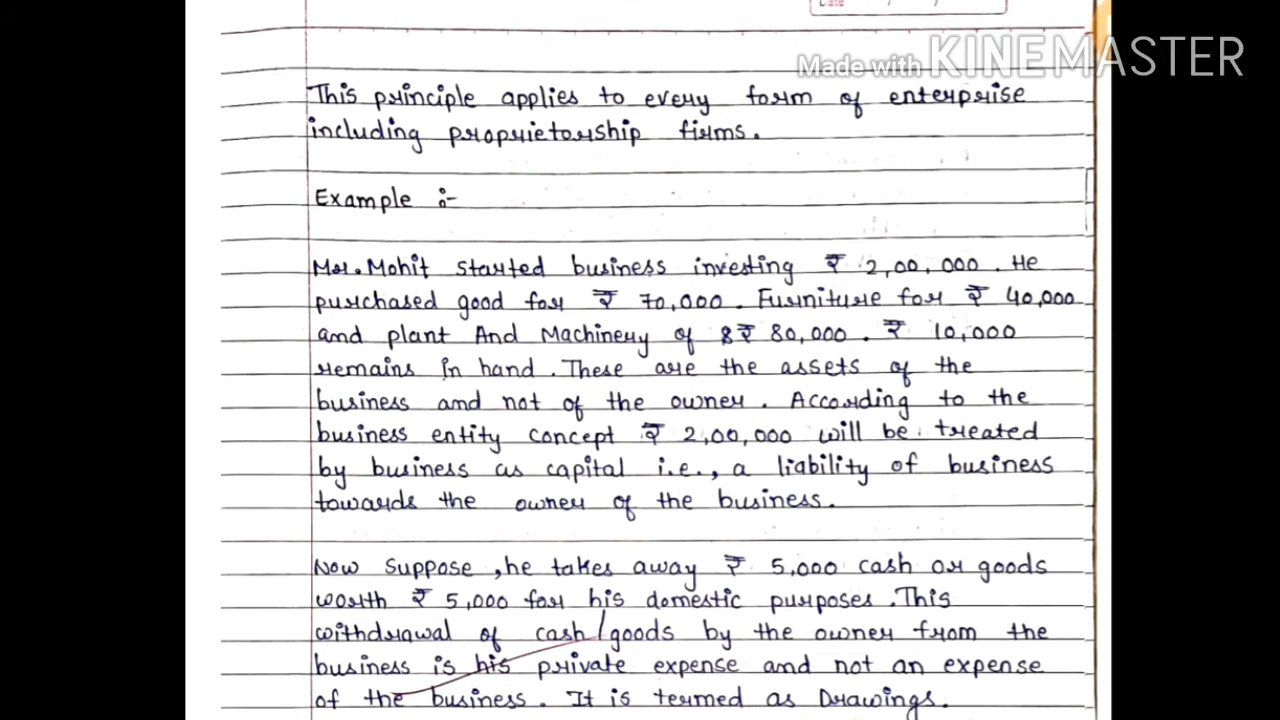 Date / /
Made with KINEMASTER
This principle applies to every form of enterprise
including proprietorship firms.
Example :-
Mr. Mohit started business investing ₹ 2,00,000. He
purchased good for ₹ 70,000. Furniture for ₹ 40,000
and plant And Machinery of 8₹ 80,000. ₹ 10,000
remains in hand. These are the assets of the
business and not of the owner. According to the
business entity concept ₹ 2,00,000 will be treated
by business as capital i.e., a liability of business
towards the owner of the business.
Now suppose, he takes away ₹ 5,000 cash or goods
worth ₹ 5,000 for his domestic purposes. This
withdrawal of cash/goods by the owner from the
business is his private expense and not an expense
of the business. It is termed as Drawings.